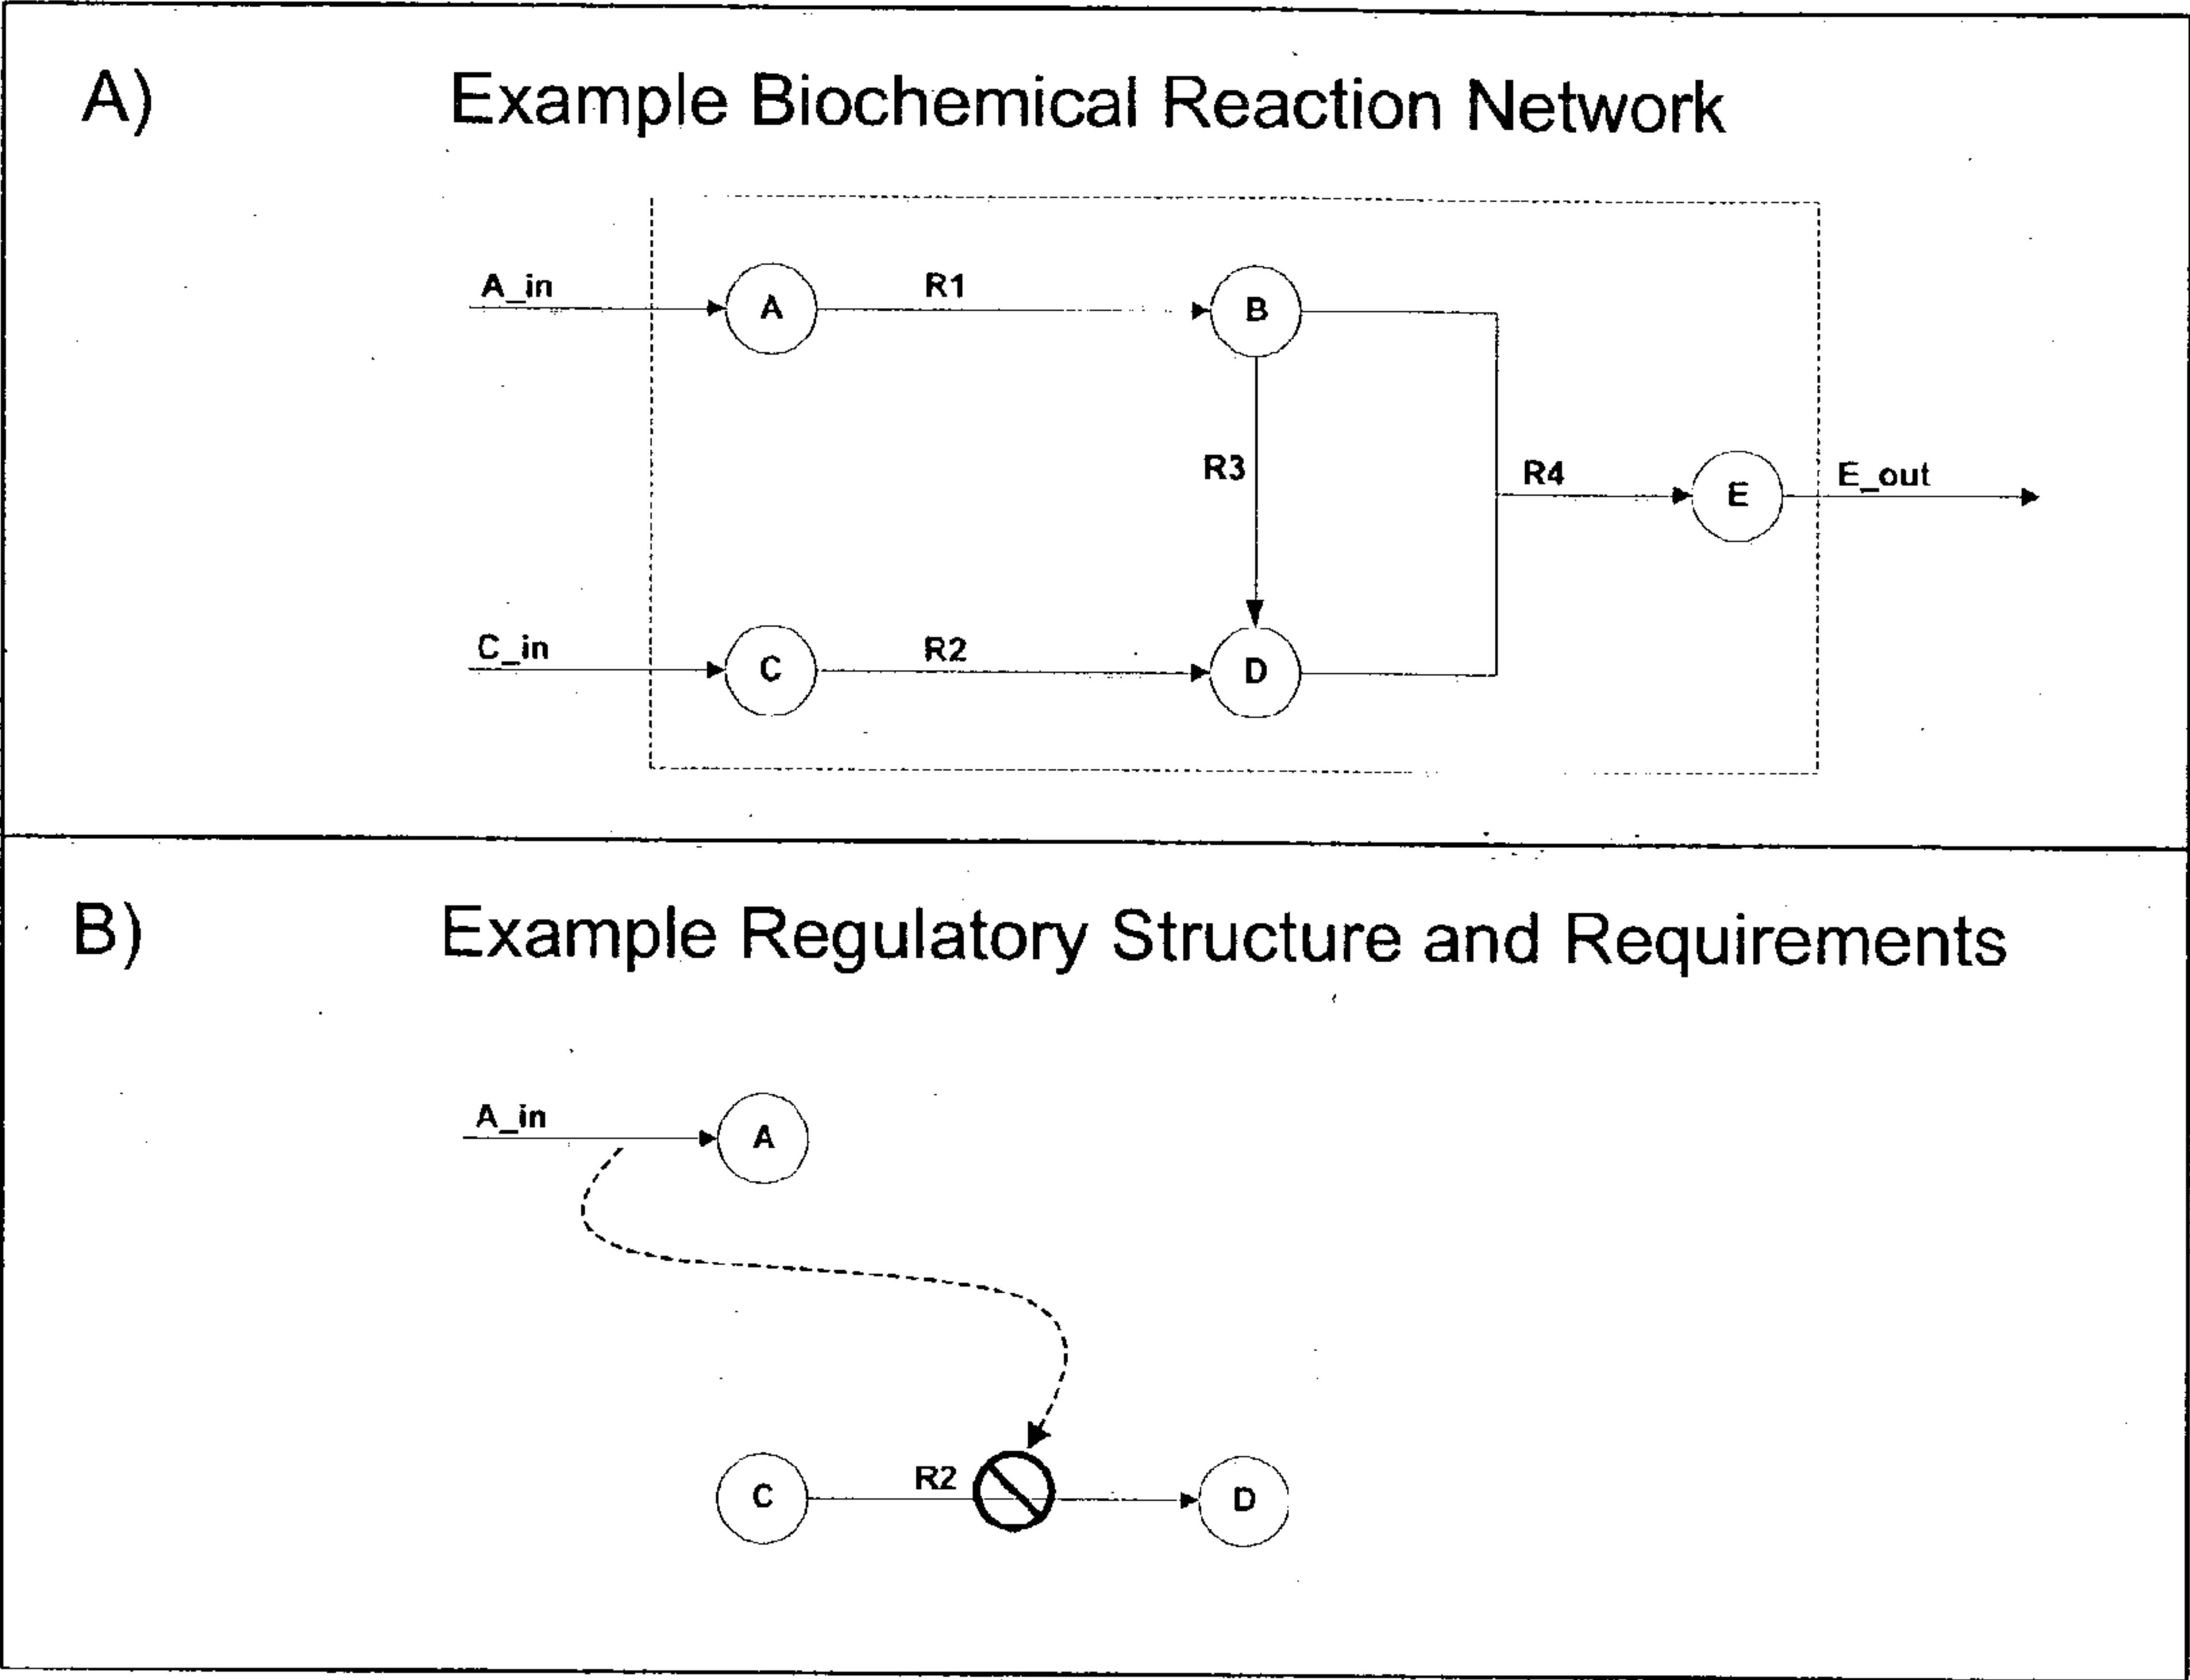 A) Example Biochemical Reaction Network
A_in
A
R1
B
R3
R4
E
E_out
C_in
C
R2
D
B) Example Regulatory Structure and Requirements
A_in
A
C
R2
D